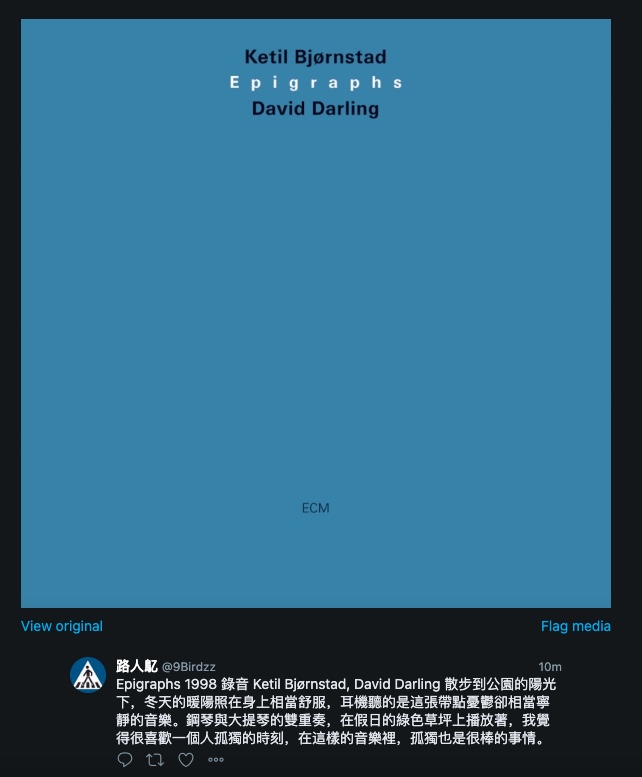 Ketil Bjørnstad
Epigraphs
David Darling
ECM
View original
Flag media
路人魟 @9Birdzz
10m
Epigraphs 1998 錄音 Ketil Bjørnstad, David Darling 散步到公園的陽光
下，冬天的暖陽照在身上相當舒服，耳機聽的是這張帶點憂鬱卻相當寧
靜的音樂。鋼琴與大提琴的雙重奏，在假日的綠色草坪上播放著，我覺
得很喜歡一個人孤獨的時刻，在這樣的音樂裡，孤獨也是很棒的事情。